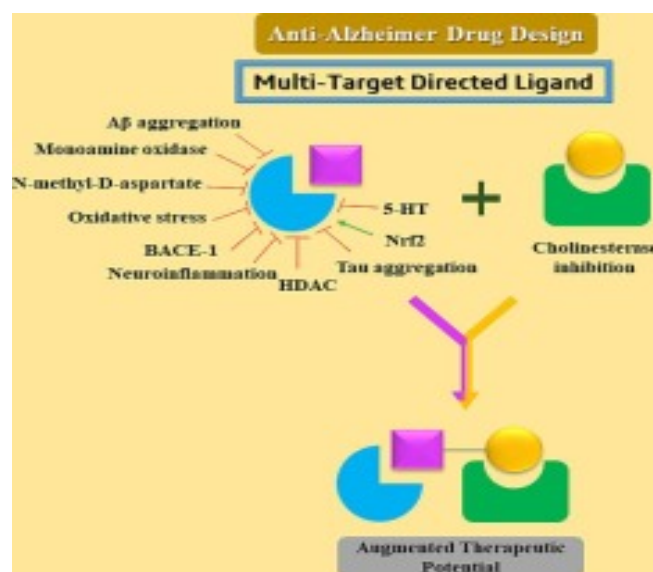 Anti-Alzheimer Drug Design
Multi-Target Directed Ligand
Aβ aggregation
Monoamine oxidase
N-methyl-D-aspartate
Oxidative stress
BACE-1
Neuroinflammation
HDAC
Tau aggregation
Nrf2
5-HT
+
Cholinesterase
inhibition
Augmented Therapeutic
Potential